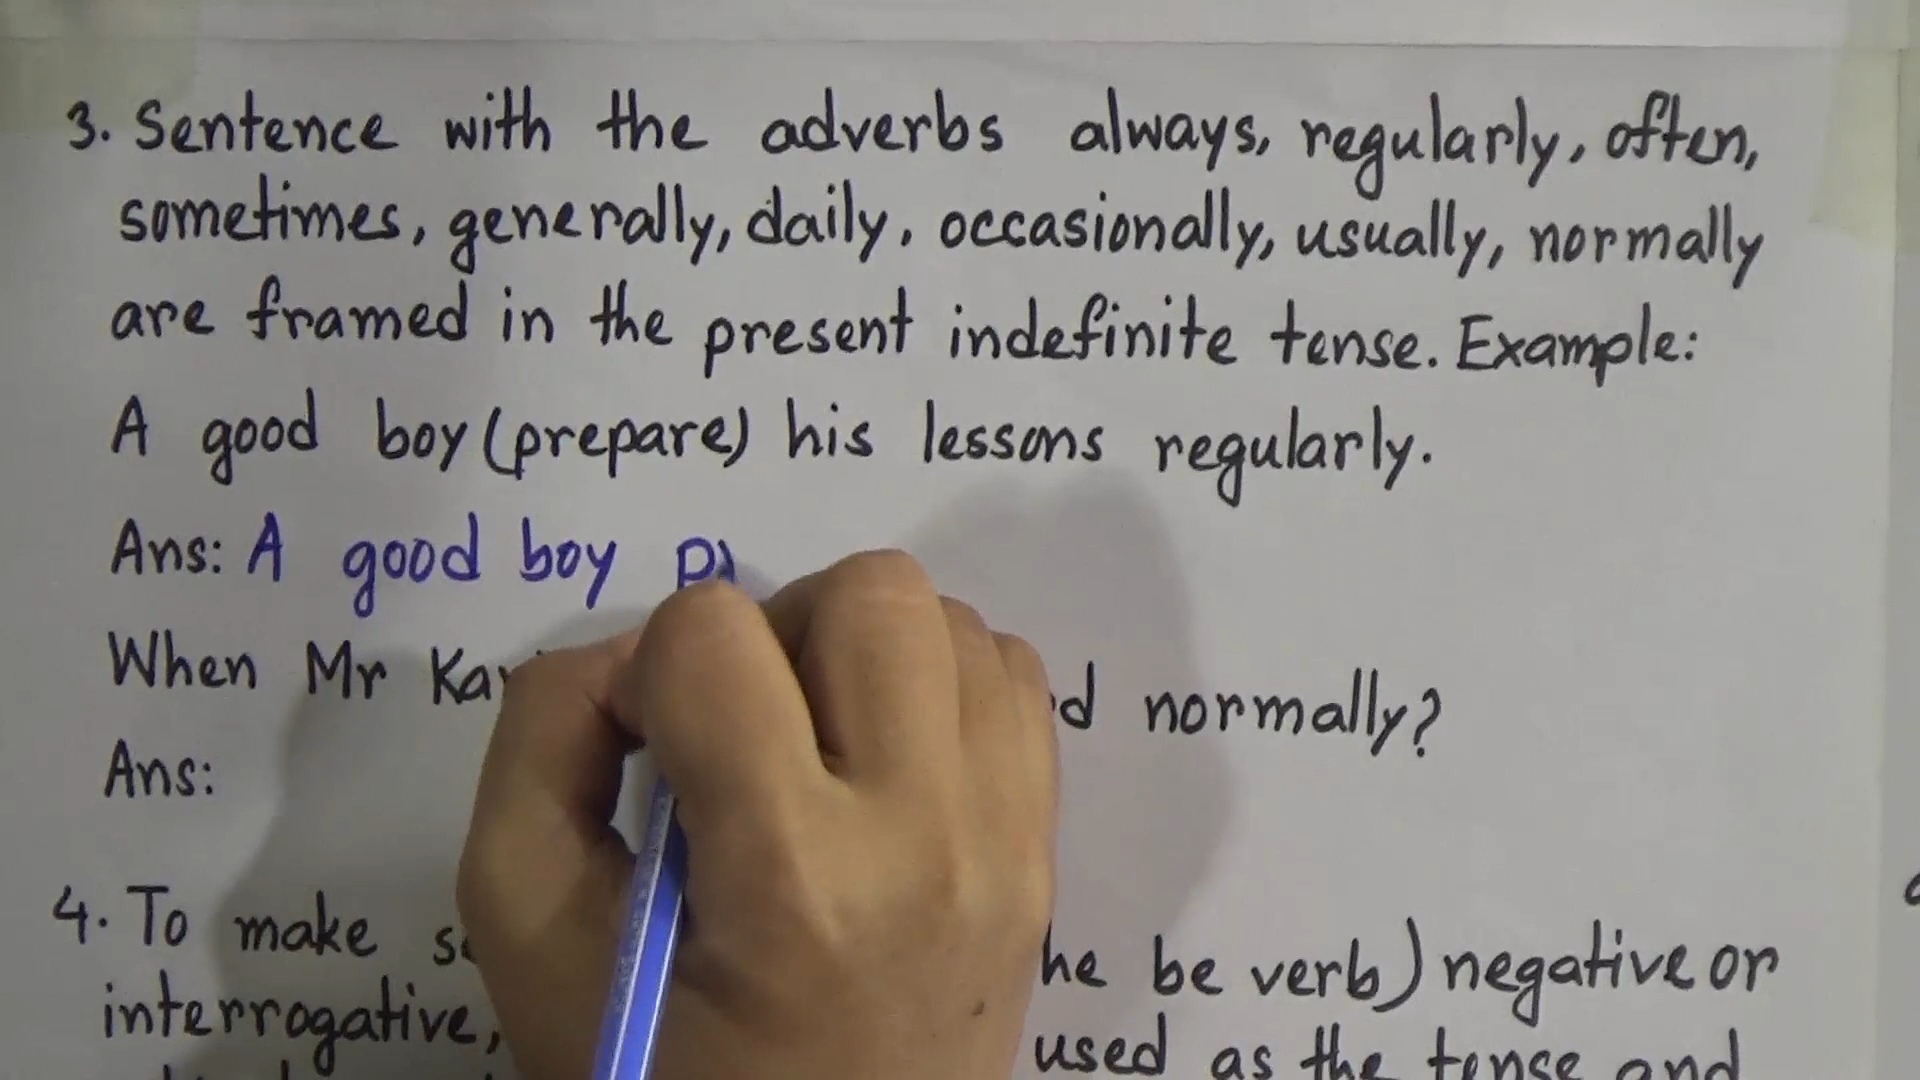 3. Sentence with the adverbs always, regularly, often,
sometimes, generally, daily, occasionally, usually, normally
are framed in the present indefinite tense. Example:
A good boy (prepare) his lessons regularly.
Ans: A good boy
When Mr normally?
Ans:
4. To make be verb) negative or
interrogative, used as the tense and